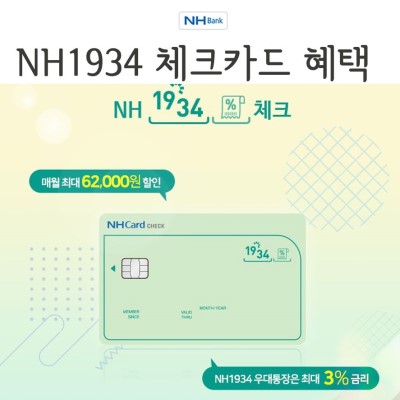 NH Bank
NH1934 체크카드 혜택
NH 1934 % 체크
매월 최대 62,000원 할인
NHCard CHECK
1934 %
MONTH/YEAR
MEMBER SINCE
VALID THRU
NH1934 우대통장은 최대 3% 금리